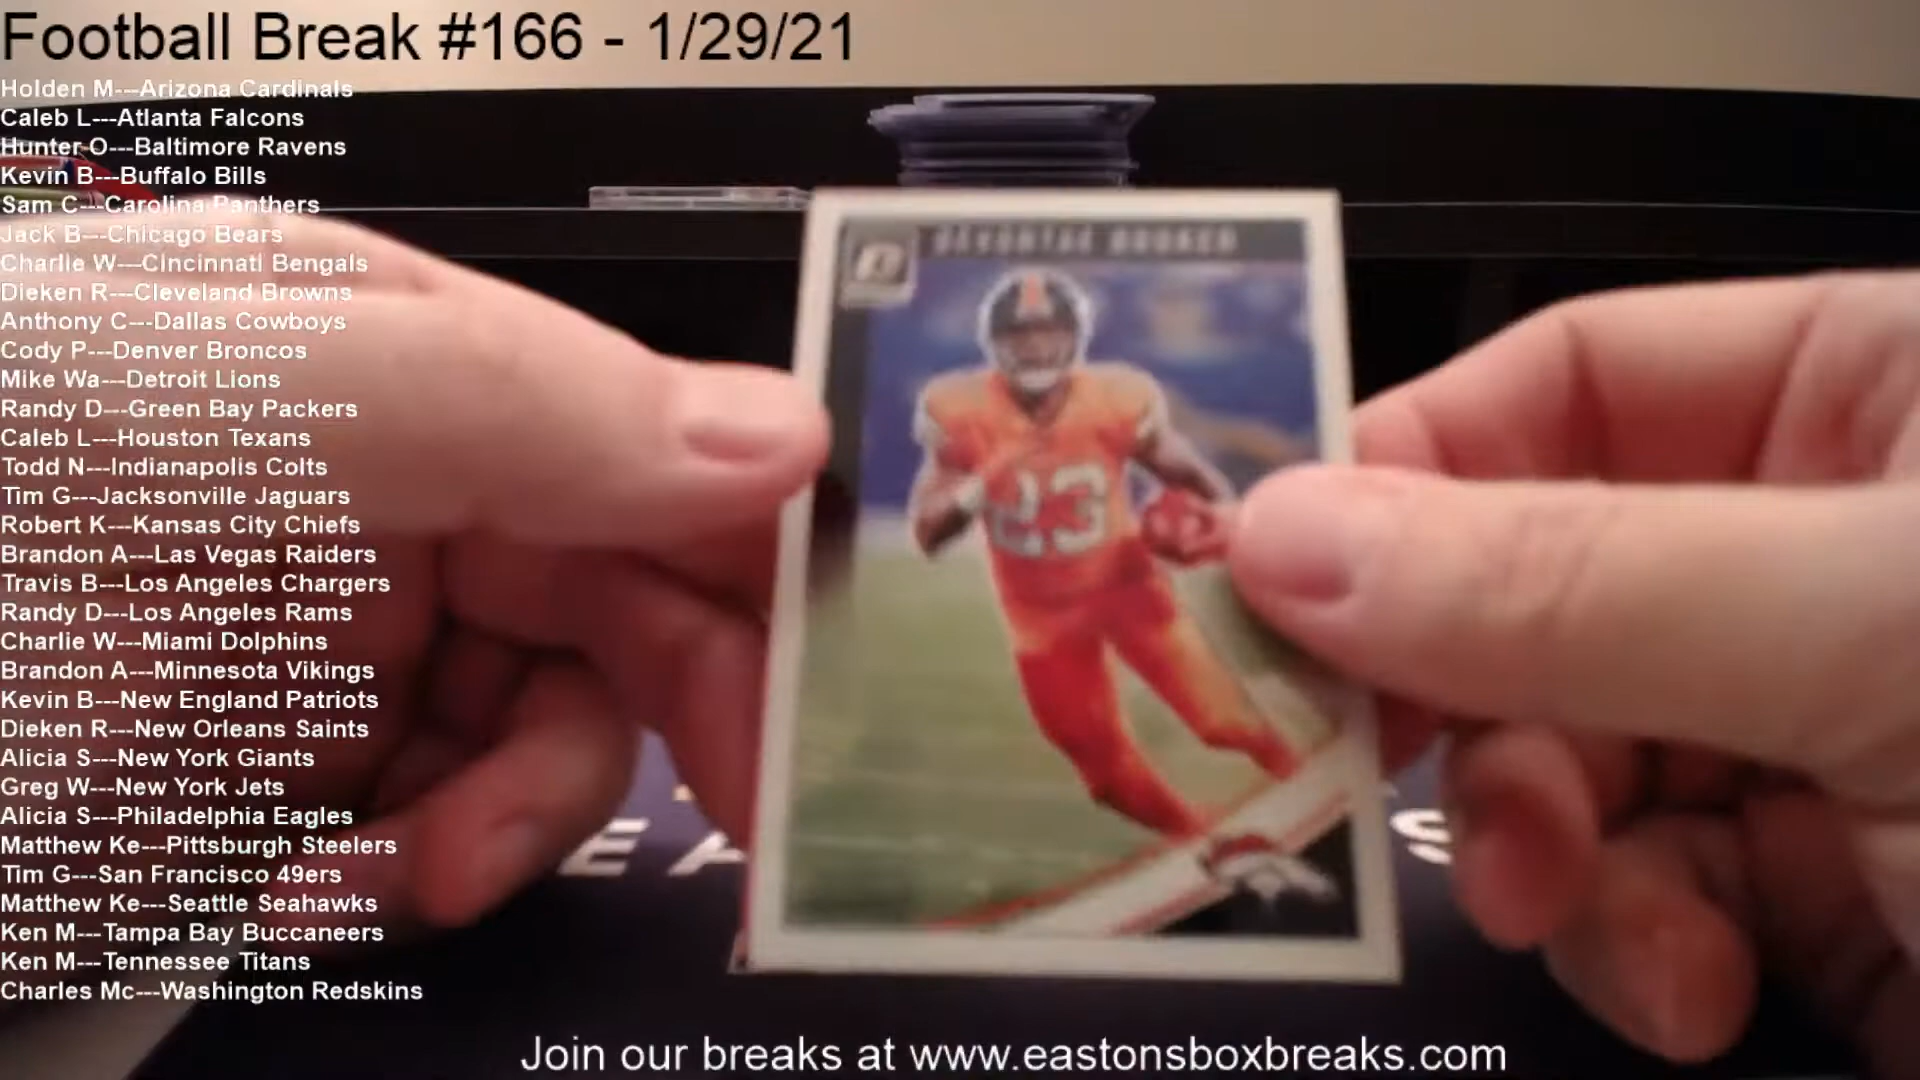 Football Break #166 - 1/29/21
Holden M---Arizona Cardinals
Caleb L---Atlanta Falcons
Hunter O---Baltimore Ravens
Kevin B---Buffalo Bills
Sam C---Carolina Panthers
Jack B---Chicago Bears
Charlie W---Cincinnati Bengals
Dieken R---Cleveland Browns
Anthony C---Dallas Cowboys
Cody P---Denver Broncos
Mike Wa---Detroit Lions
Randy D---Green Bay Packers
Caleb L---Houston Texans
Todd N---Indianapolis Colts
Tim G---Jacksonville Jaguars
Robert K---Kansas City Chiefs
Brandon A---Las Vegas Raiders
Travis B---Los Angeles Chargers
Randy D---Los Angeles Rams
Charlie W---Miami Dolphins
Brandon A---Minnesota Vikings
Kevin B---New England Patriots
Dieken R---New Orleans Saints
Alicia S---New York Giants
Greg W---New York Jets
Alicia S---Philadelphia Eagles
Matthew Ke---Pittsburgh Steelers
Tim G---San Francisco 49ers
Matthew Ke---Seattle Seahawks
Ken M---Tampa Bay Buccaneers
Ken M---Tennessee Titans
Charles Mc---Washington Redskins
DEVONTAE BOOKER
23
Join our breaks at www.eastonsboxbreaks.com